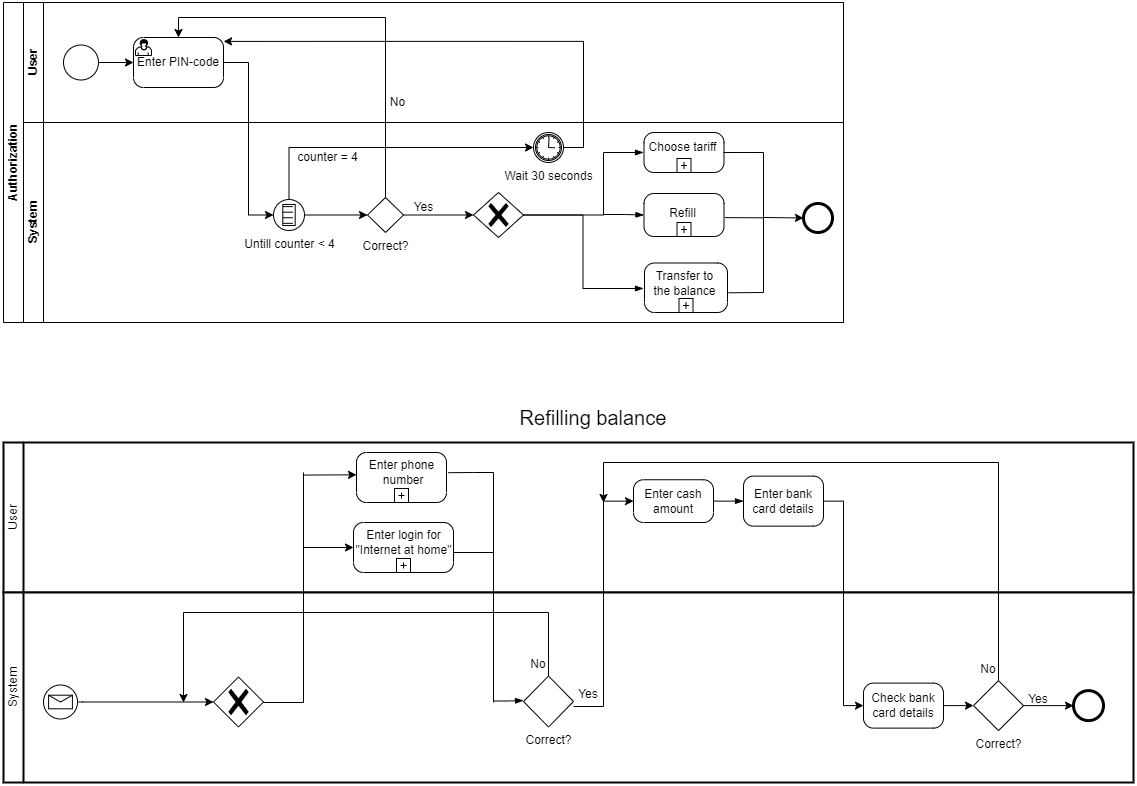 Authorization
User
Enter PIN-code
No
System
counter = 4
Wait 30 seconds
Untill counter < 4
Correct?
Yes
Choose tariff
Refill
Transfer to
the balance
Refilling balance
User
Enter phone
number
Enter login for
"Internet at home"
Enter cash
amount
Enter bank
card details
System
No
Yes
Correct?
Check bank
card details
No
Yes
Correct?